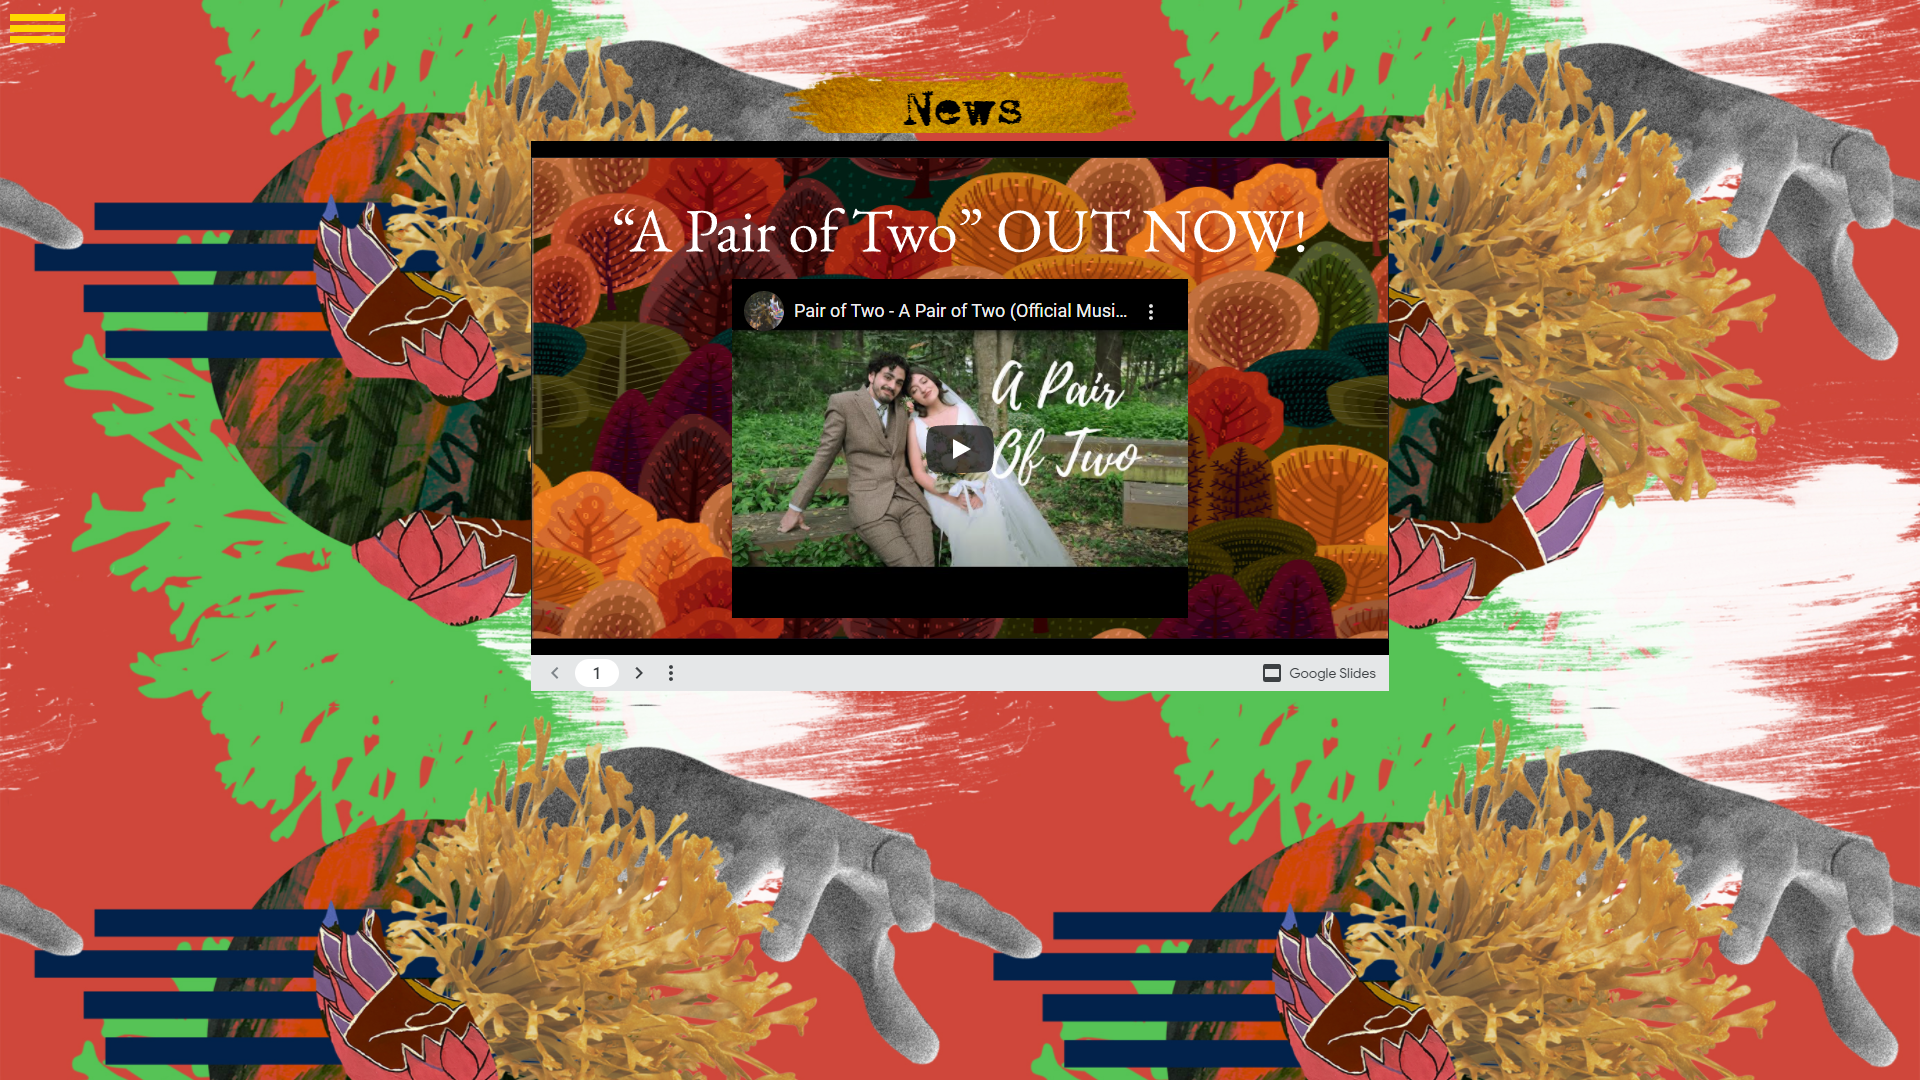 News
“A Pair of Two” OUT NOW!
Pair of Two - A Pair of Two (Official Musi...
A Pair
Of Two
1
Google Slides